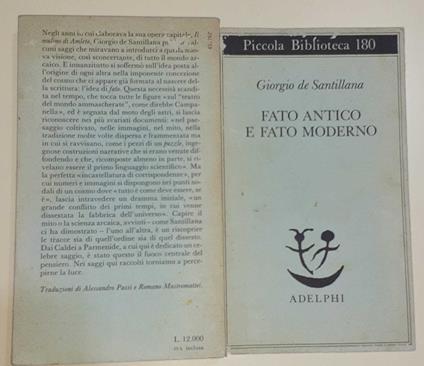 Negli anni in cui elaborava la sua opera capitale, Il
mulino di Amleto, Giorgio de Santillana
cuni saggi che miravano a introdurci a quella nuo-
va visione, così sconcertante, di tutto il mondo ar-
caico. E innanzitutto si soffermò sull'idea posta al-
l'origine di ogni altra nella imponente concezione
del cosmo che ci appare già formata al nascere del-
la scrittura: l'idea di fato. Questa necessità scandi-
ta nel tempo, che tocca tutte le figure «sul "teatro
del mondo ammascherate", come direbbe Campa-
nella», ed è segnata dal moto degli astri, si lascia
riconoscere nei più svariati documenti: «nel pae-
saggio coltivato, nelle immagini, nel mito, nella
tradizione molte volte dispersa e frammentata ma
in cui si ravvisano, come i pezzi di un puzzle, inge-
gnose costruzioni narrative che si erano venute dif-
fondendo e che, ricomposte almeno in parte, si ri-
velano essere il primo linguaggio scientifico». Ma
la perfetta «incastellatura di corrispondenze», per
cui numeri e immagini si dispongono nei punti no-
dali di un cosmo dove «tutto è come deve essere, se
è», lascia intravedere un dramma iniziale, «un
grande conflitto dei primi tempi, in cui venne
dissestata la fabbrica dell'universo». Capire il
mito o la scienza arcaica, avvinti – come Santillana
ci ha dimostrato – l'uno all'altra, è un riscoprire
le tracce sia di quell'ordine sia di quel dissesto.
Dai Caldei a Parmenide, a cui qui è dedicato un ce-
lebre saggio, è stato questo il fuoco centrale del
pensiero. Nei saggi qui raccolti torniamo a perce-
pirne la luce.
Traduzioni di Alessandro Passi e Romano Mastromattei.
L. 12.000
iva inclusa
Piccola Biblioteca 180
Giorgio de Santillana
FATO ANTICO
E FATO MODERNO
ADELPHI